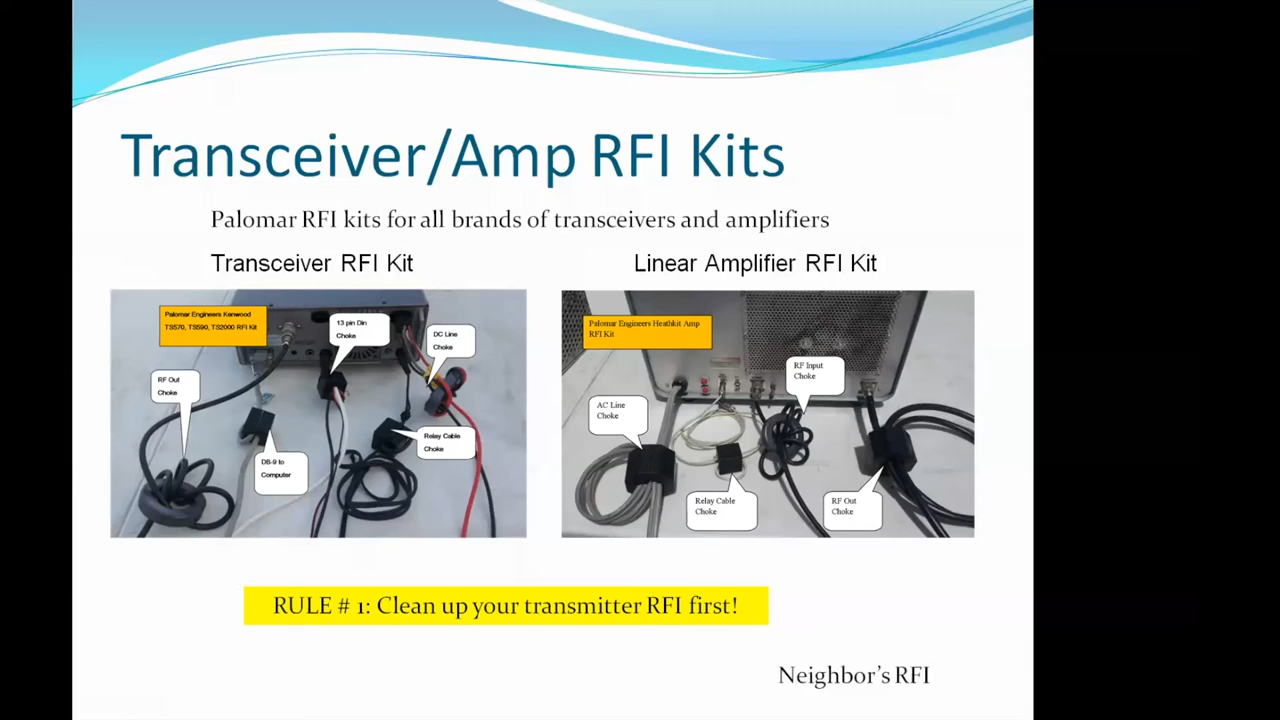 Transceiver/Amp RFI Kits
Palomar RFI kits for all brands of transceivers and amplifiers
Transceiver RFI Kit
Linear Amplifier RFI Kit
Palomar Engineers Kenwood
TS570, TS590, TS2000 RFI Kit
13 pin Din
Choke
DC Line
Choke
RF Out
Choke
Relay Cable
Choke
DB-9 to
Computer
Palomar Engineers Heathkit Amp
RFI Kit
RF Input
Choke
AC Line
Choke
Relay Cable
Choke
RF Out
Choke
RULE # 1: Clean up your transmitter RFI first!
Neighbor's RFI